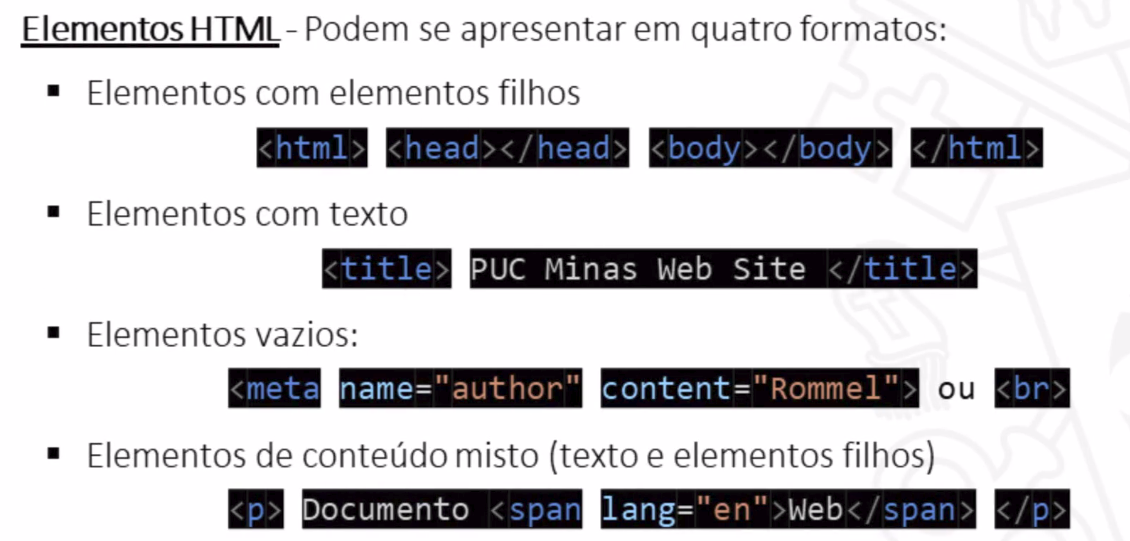 Elementos HTML - Podem se apresentar em quatro formatos:
▪ Elementos com elementos filhos
<html> <head></head> <body></body> </html>
▪ Elementos com texto
<title> PUC Minas Web Site </title>
▪ Elementos vazios:
<meta name="author" content="Rommel"> ou <br>
▪ Elementos de conteúdo misto (texto e elementos filhos)
<p> Documento <span lang="en">Web</span> </p>